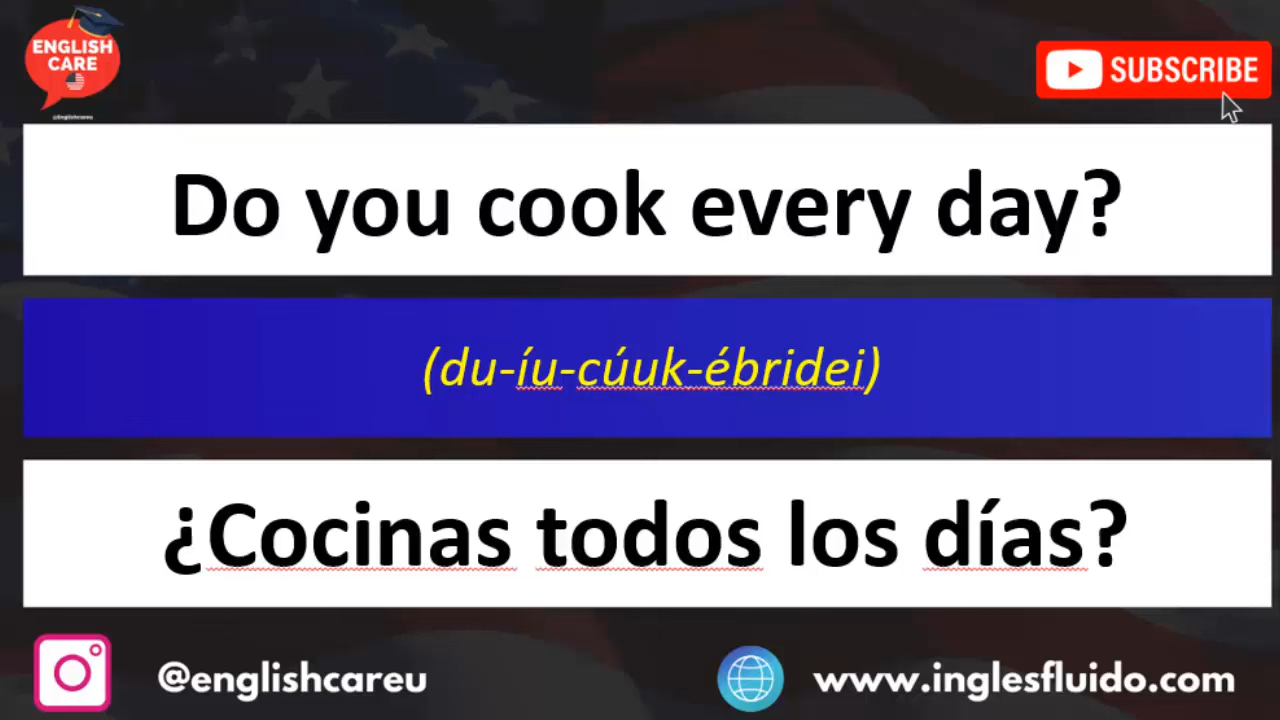 ENGLISH
CARE
@Englishcareu
SUBSCRIBE
Do you cook every day?
(du-íu-cúuk-ébridei)
¿Cocinas todos los días?
@englishcareu
www.inglesfluido.com